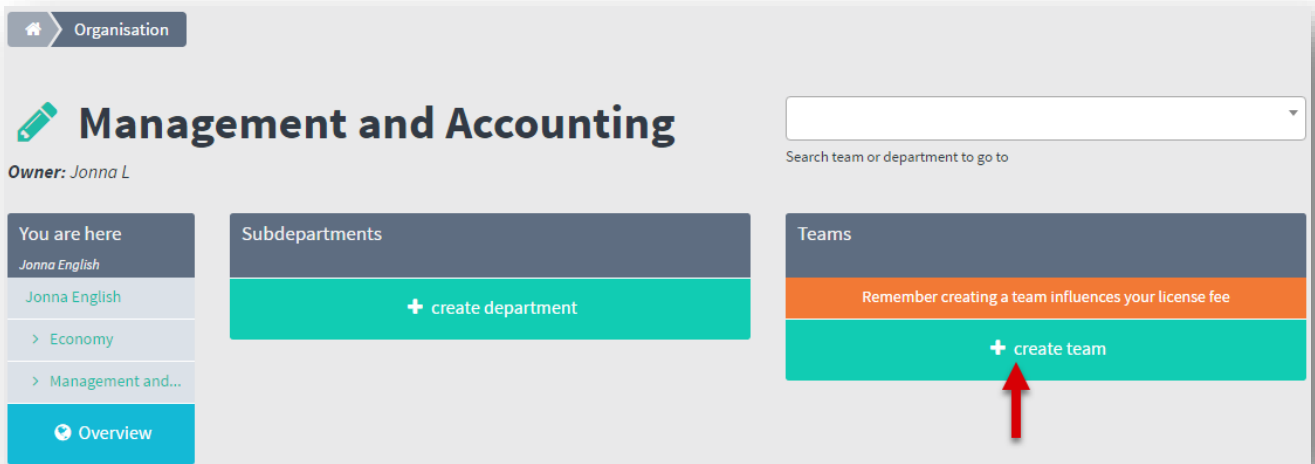 Organisation
Management and Accounting
Owner: Jonna L
Search team or department to go to
You are here
Jonna English
Jonna English
> Economy
> Management and...
Overview
Subdepartments
+ create department
Teams
Remember creating a team influences your license fee
+ create team